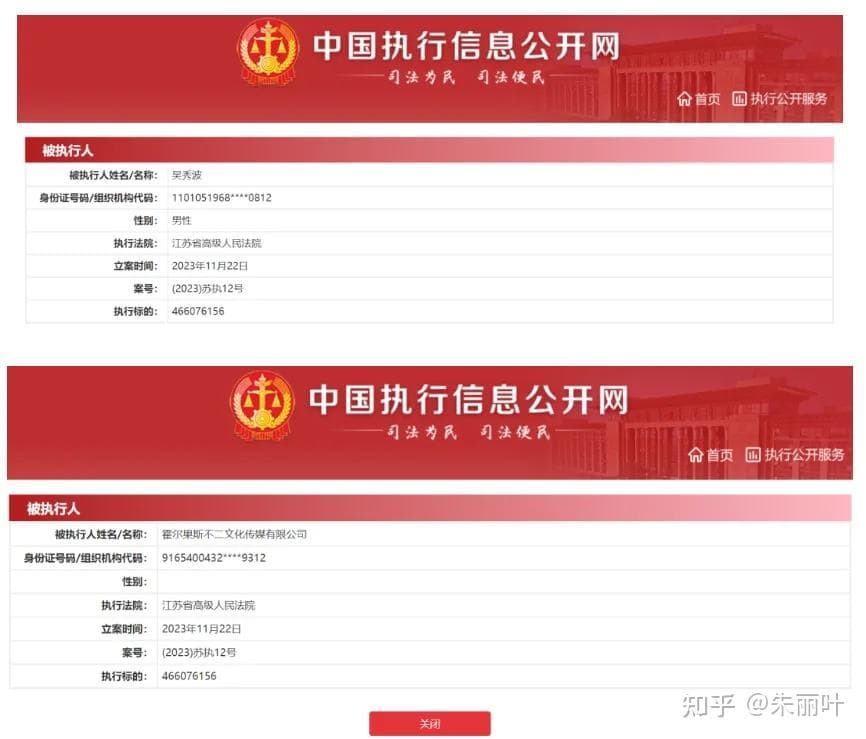 中国执行信息公开网
司法为民 司法便民
首页 执行公开服务
被执行人
被执行人姓名/名称： 吴秀波
身份证号码/组织机构代码： 1101051968****0812
性别： 男性
执行法院： 江苏省高级人民法院
立案时间： 2023年11月22日
案号： (2023)苏执12号
执行标的： 466076156
中国执行信息公开网
司法为民 司法便民
首页 执行公开服务
被执行人
被执行人姓名/名称： 霍尔果斯不二文化传媒有限公司
身份证号码/组织机构代码： 9165400432****9312
性别：
执行法院： 江苏省高级人民法院
立案时间： 2023年11月22日
案号： (2023)苏执12号
执行标的： 466076156
关闭
知乎 @朱丽叶